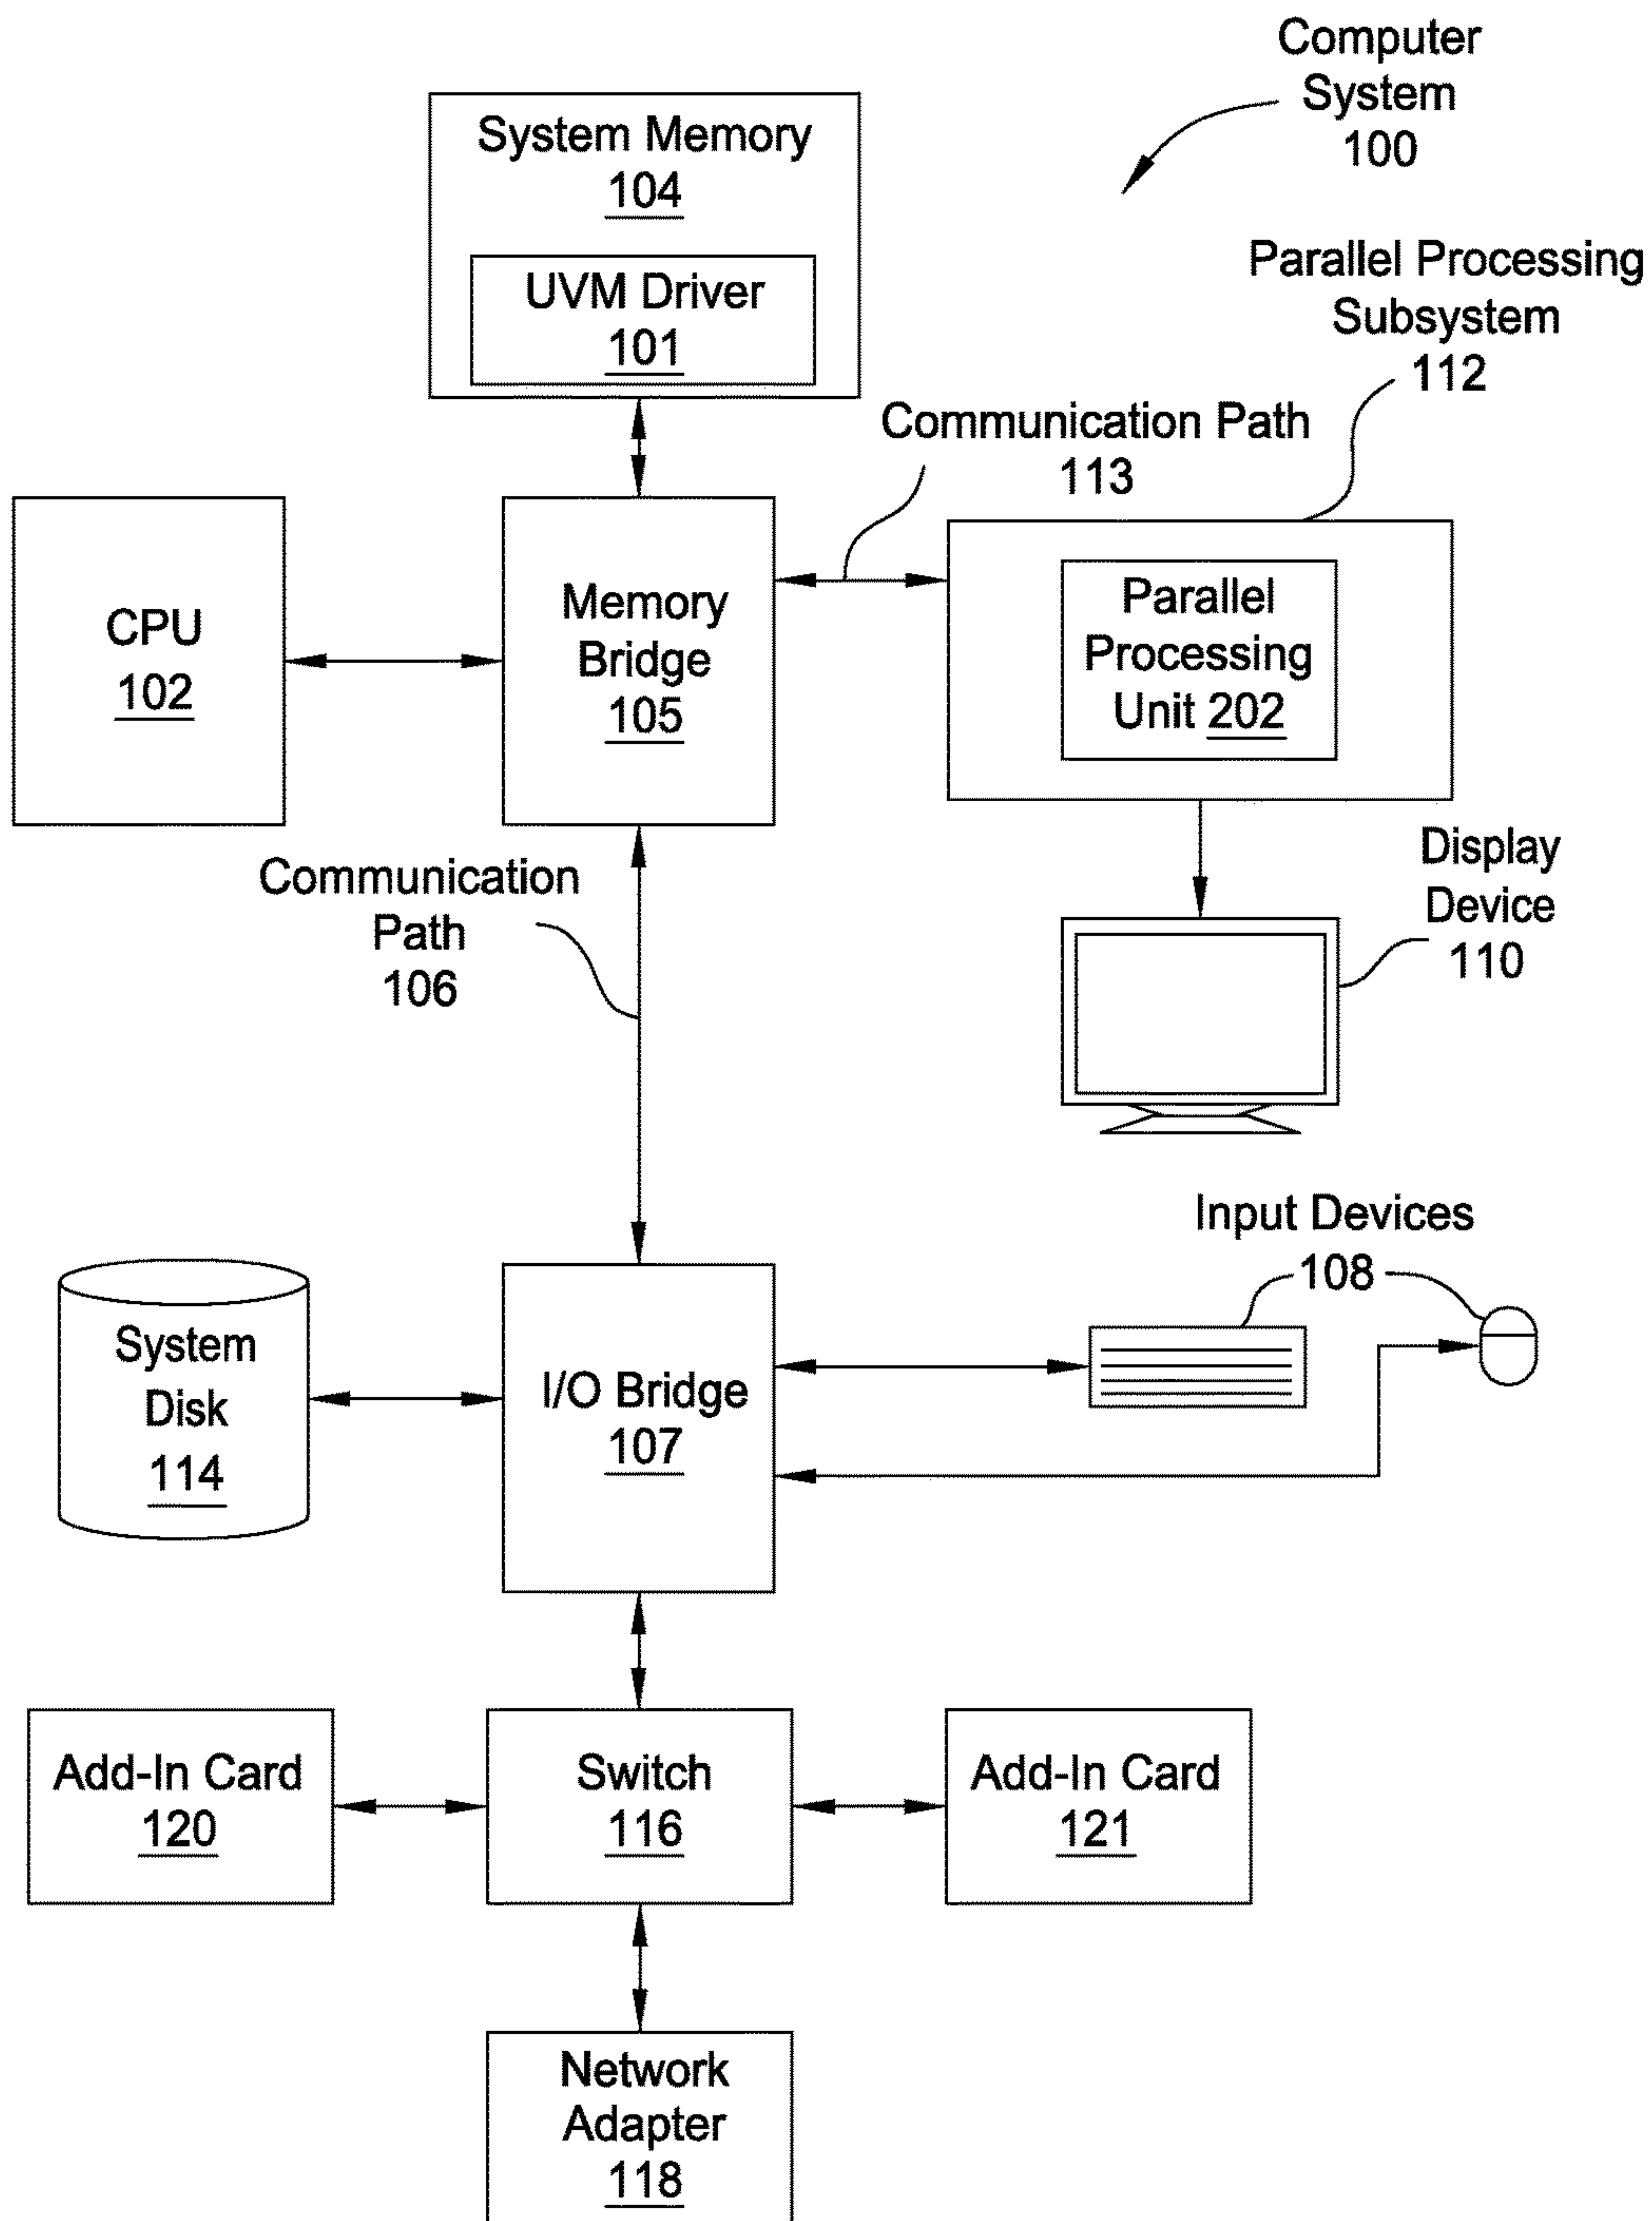 Computer
System
100
System Memory
104
UVM Driver
101
Parallel Processing
Subsystem
112
Communication Path
113
CPU
102
Memory
Bridge
105
Parallel
Processing
Unit 202
Communication
Path
106
Display
Device
110
Input Devices
108
System
Disk
114
I/O Bridge
107
Add-In Card
120
Switch
116
Add-In Card
121
Network
Adapter
118